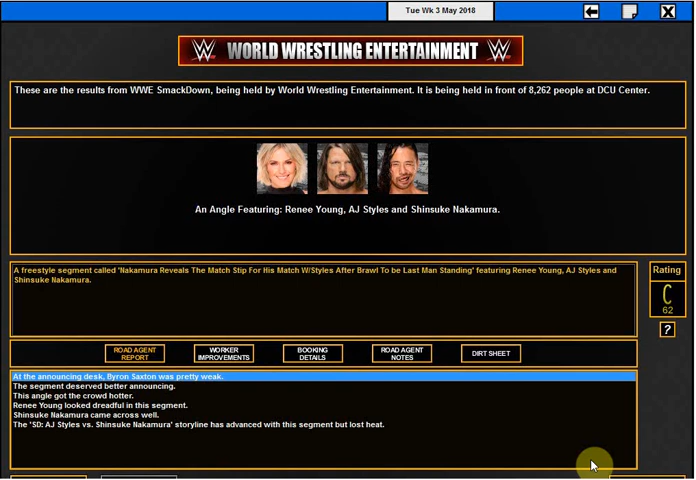 Tue Wk 3 May 2018
WORLD WRESTLING ENTERTAINMENT
These are the results from WWE SmackDown, being held by World Wrestling Entertainment. It is being held in front of 8,262 people at DCU Center.
An Angle Featuring: Renee Young, AJ Styles and Shinsuke Nakamura.
A freestyle segment called 'Nakamura Reveals The Match Stip For His Match W/Styles After Brawl To be Last Man Standing' featuring Renee Young, AJ Styles and
Shinsuke Nakamura.
Rating
C
62
?
ROAD AGENT
REPORT
WORKER
IMPROVEMENTS
BOOKING
DETAILS
ROAD AGENT
NOTES
DIRT SHEET
At the announcing desk, Byron Saxton was pretty weak.
The segment deserved better announcing.
This angle got the crowd hotter.
Renee Young looked dreadful in this segment.
Shinsuke Nakamura came across well.
The 'SD: AJ Styles vs. Shinsuke Nakamura' storyline has advanced with this segment but lost heat.